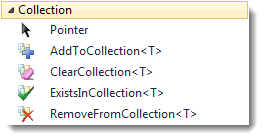 Collection
Pointer
AddToCollection<T>
ClearCollection<T>
ExistsInCollection<T>
RemoveFromCollection<T>